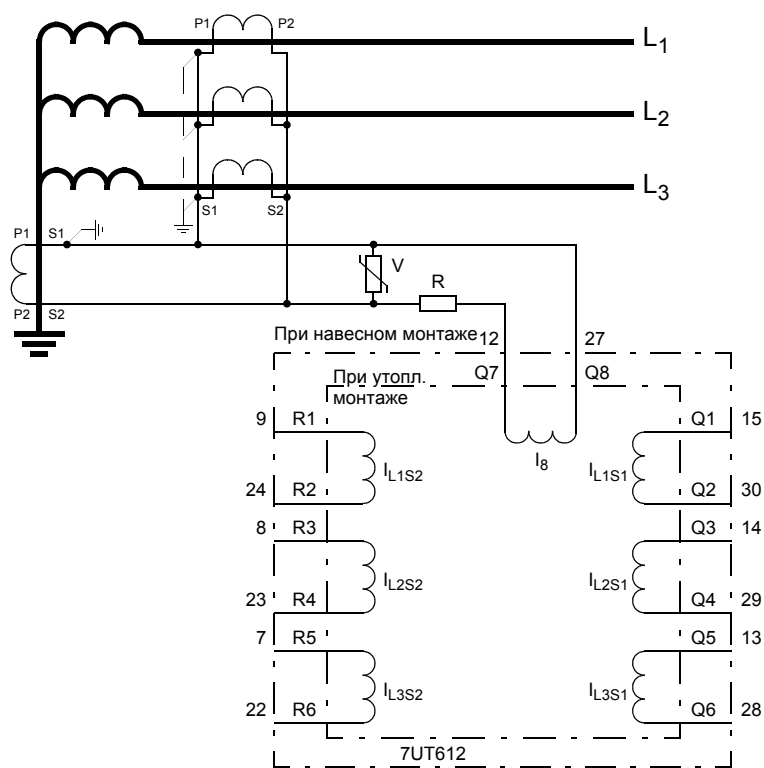 P1 P2
L1
L2
L3
S1 S2
P1 S1
V
R
P2 S2
При навесном монтаже 12 27
При утопл. Q7 Q8
монтаже
9 R1 Q1 15
I8
IL1S2 IL1S1
24 R2 Q2 30
8 R3 Q3 14
IL2S2 IL2S1
23 R4 Q4 29
7 R5 Q5 13
IL3S2 IL3S1
22 R6 Q6 28
7UT612